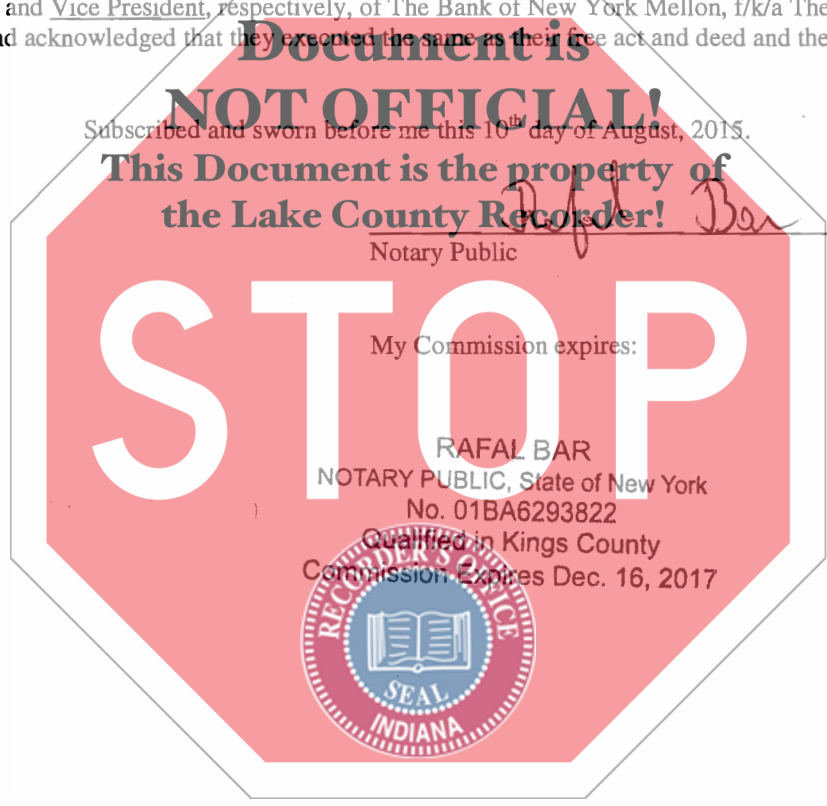 and Vice President, respectively, of The Bank of New York Mellon, f/k/a The
nd acknowledged that they executed the same as their free act and deed and the
Document is
NOT OFFICIAL!
Subscribed and sworn before me this 10th day of August, 2015.
This Document is the property of
the Lake County Recorder!
Rafal Bar
Notary Public
STOP
My Commission expires:
RAFAL BAR
NOTARY PUBLIC, State of New York
No. 01BA6293822
Qualified in Kings County
Commission Expires Dec. 16, 2017
RECORDER'S OFFICE
SEAL
INDIANA